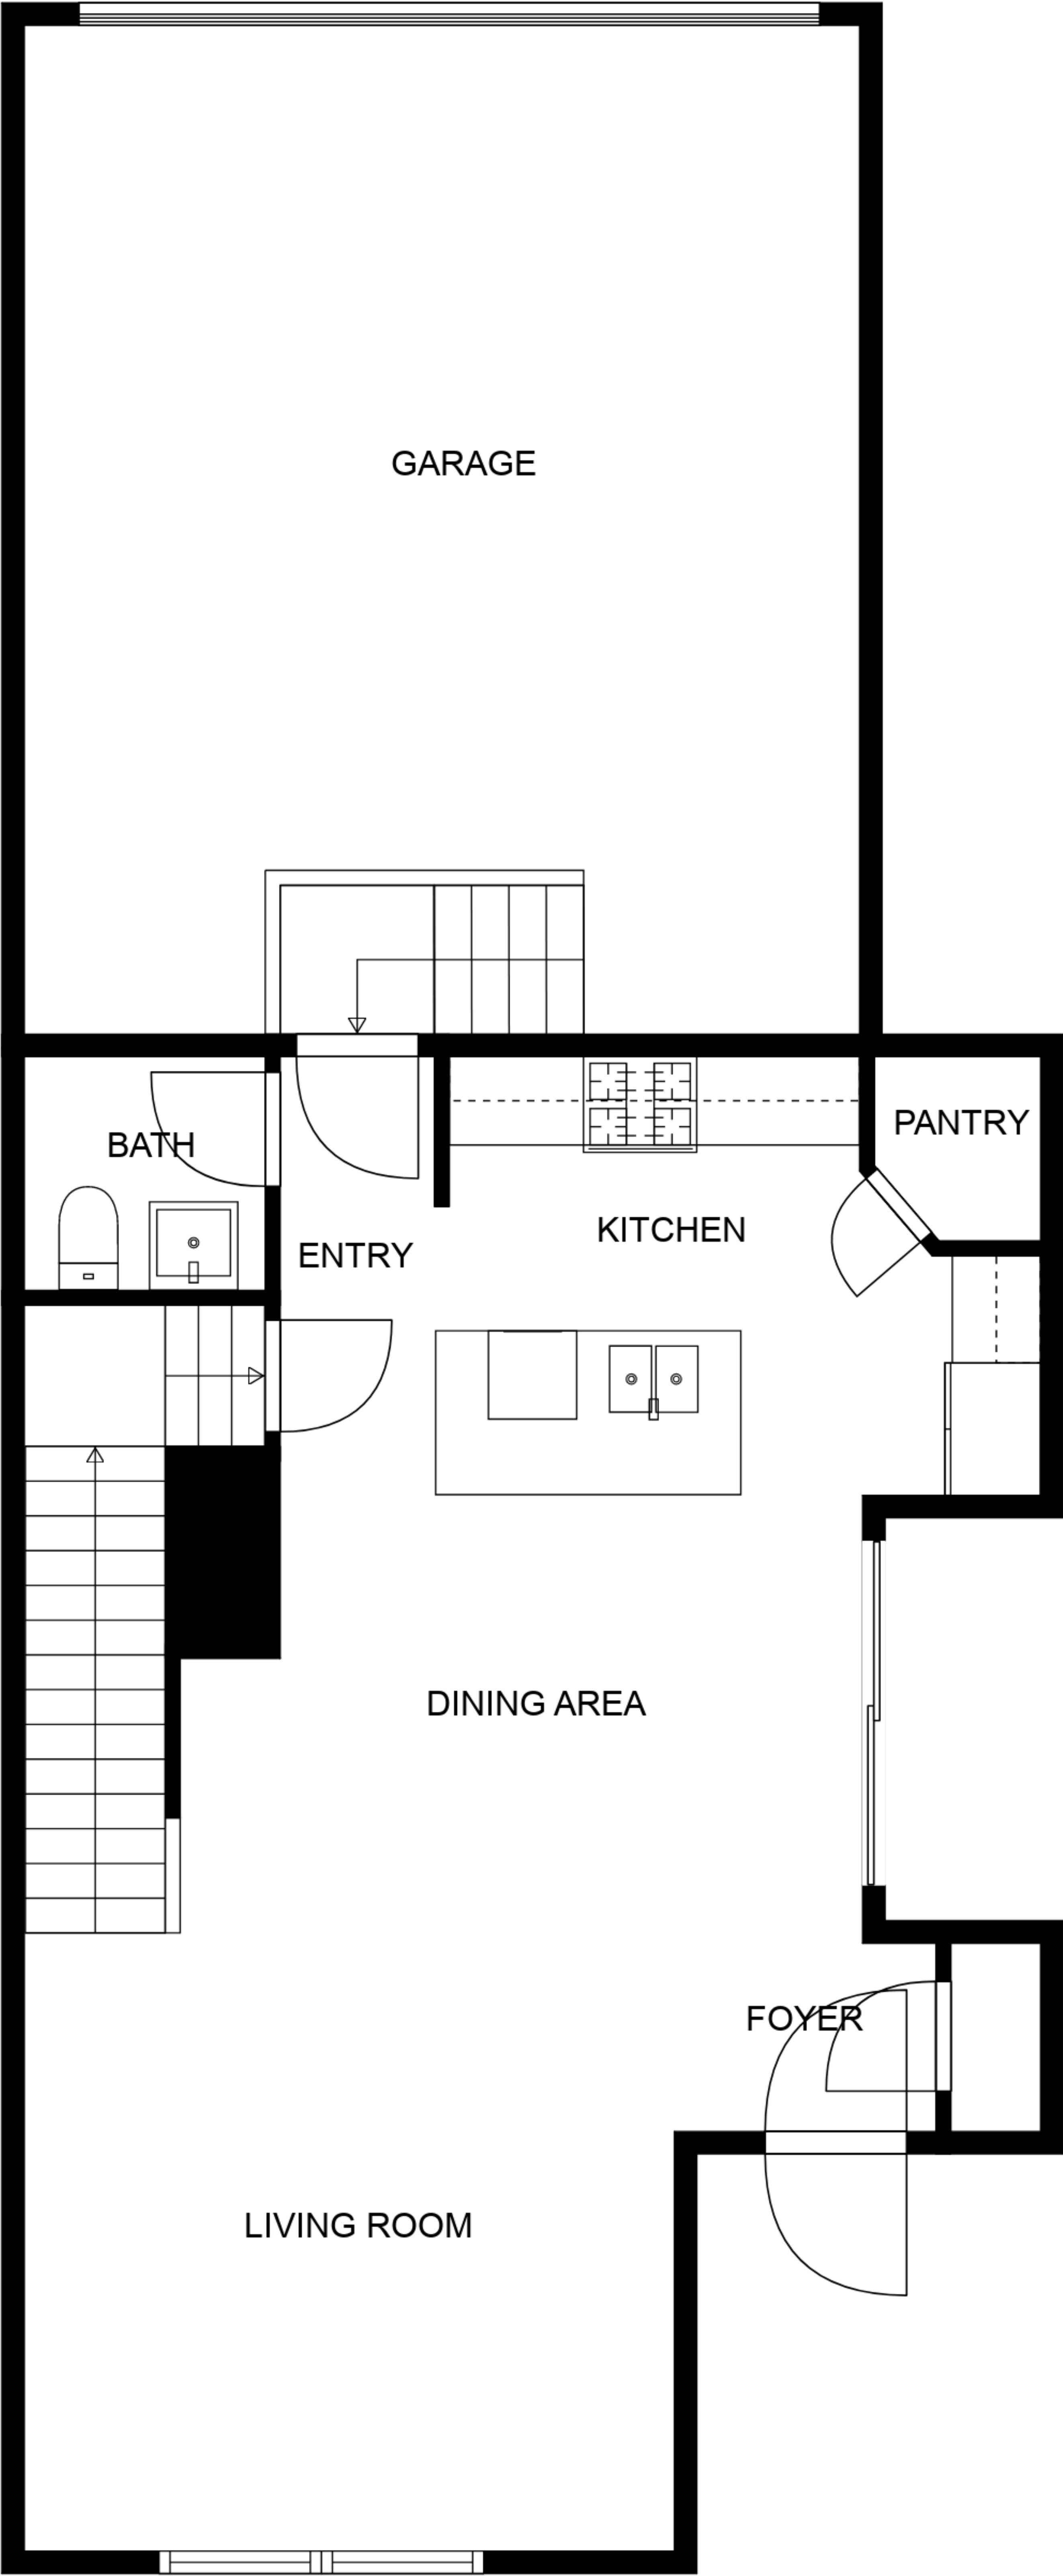 GARAGE
PANTRY
BATH
KITCHEN
ENTRY
DINING AREA
FOYER
LIVING ROOM